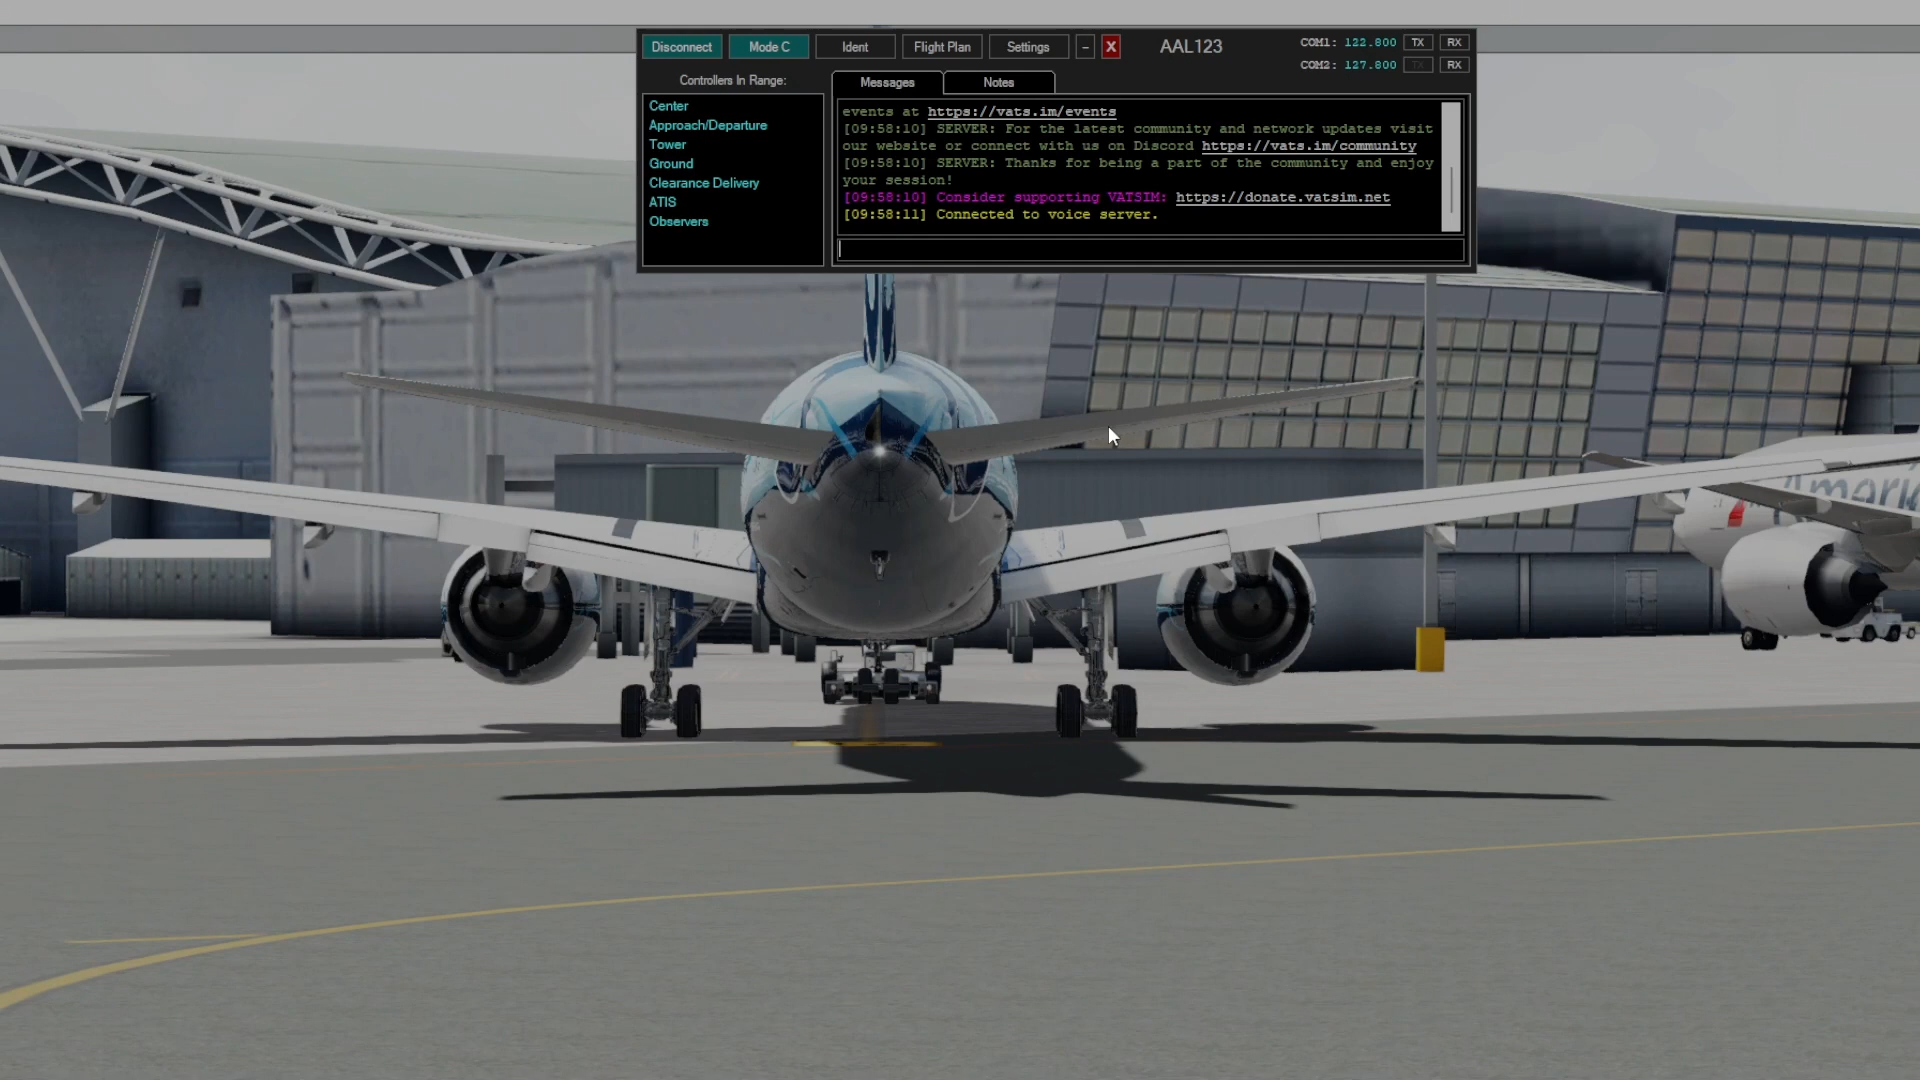 Disconnect Mode C Ident Flight Plan Settings – X AAL123 COM1: 122.800 TX RX
COM2: 127.800 TX RX
Controllers In Range:
Center
Approach/Departure
Tower
Ground
Clearance Delivery
ATIS
Observers
Messages Notes
events at https://vats.im/events
[09:58:10] SERVER: For the latest community and network updates visit
our website or connect with us on Discord https://vats.im/community
[09:58:10] SERVER: Thanks for being a part of the community and enjoy
your session!
[09:58:10] Consider supporting VATSIM: https://donate.vatsim.net
[09:58:11] Connected to voice server.